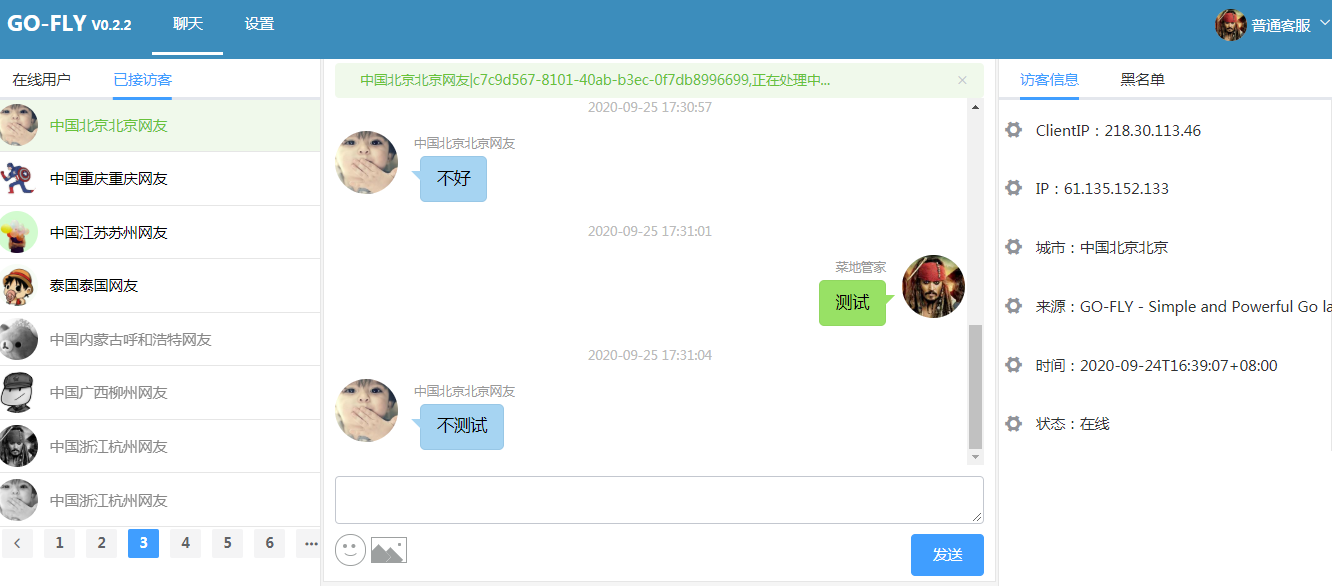 GO-FLY V0.2.2
聊天
设置
普通客服
在线用户
已接访客
中国北京北京网友
中国重庆重庆网友
中国江苏苏州网友
泰国泰国网友
中国内蒙古呼和浩特网友
中国广西柳州网友
中国浙江杭州网友
中国浙江杭州网友
1 2 3 4 5 6 ···
中国北京北京网友|c7c9d567-8101-40ab-b3ec-0f7db8996699,正在处理中...
2020-09-25 17:30:57
中国北京北京网友
不好
2020-09-25 17:31:01
菜地管家
测试
2020-09-25 17:31:04
中国北京北京网友
不测试
发送
访客信息
黑名单
ClientIP：218.30.113.46
IP：61.135.152.133
城市：中国北京北京
来源：GO-FLY - Simple and Powerful Go la
时间：2020-09-24T16:39:07+08:00
状态：在线